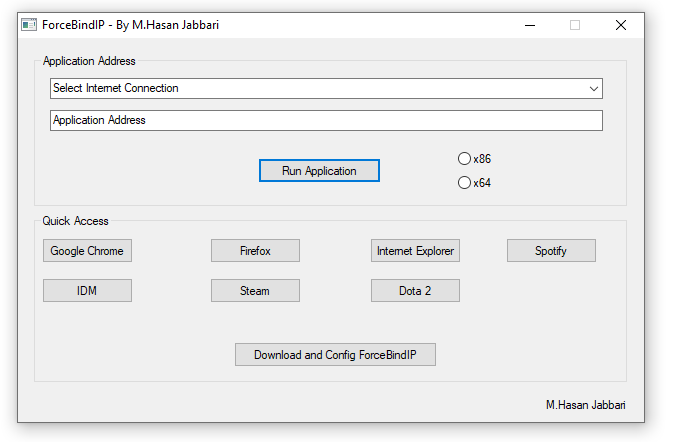 ForceBindIP - By M.Hasan Jabbari
Application Address
Select Internet Connection
Application Address
Run Application
x86
x64
Quick Access
Google Chrome
Firefox
Internet Explorer
Spotify
IDM
Steam
Dota 2
Download and Config ForceBindIP
M.Hasan Jabbari